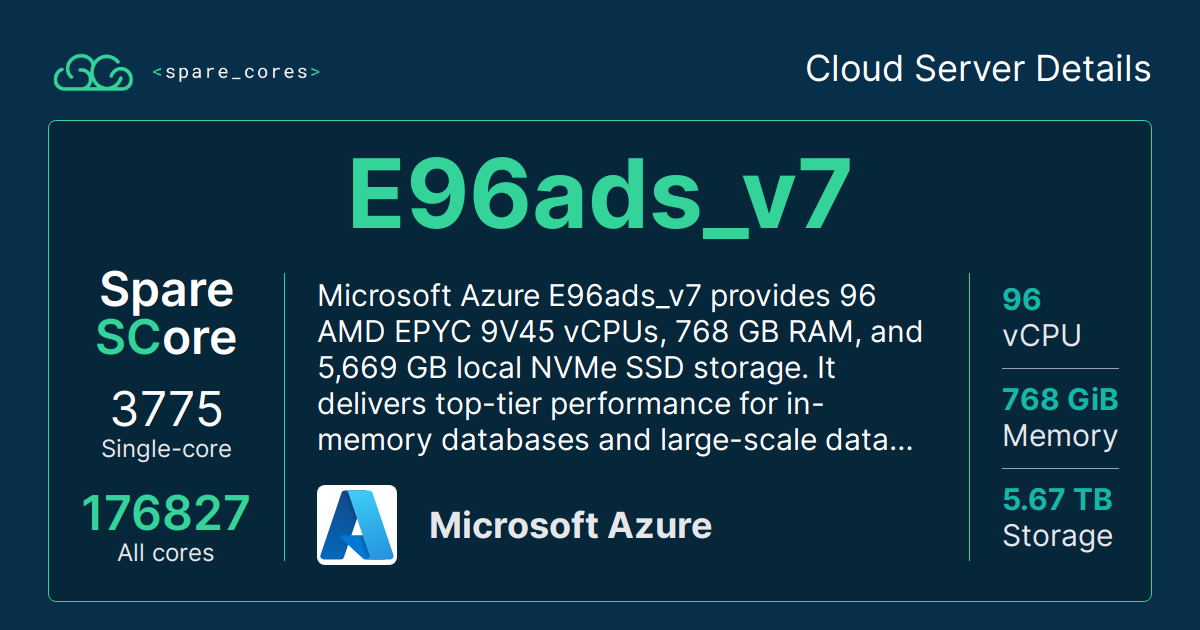 <spare_cores>
Cloud Server Details
E96ads_v7
Spare
SCore
3775
Single-core
176827
All cores
Microsoft Azure E96ads_v7 provides 96
AMD EPYC 9V45 vCPUs, 768 GB RAM, and
5,669 GB local NVMe SSD storage. It
delivers top-tier performance for in-
memory databases and large-scale data...
Microsoft Azure
96
vCPU
768 GiB
Memory
5.67 TB
Storage